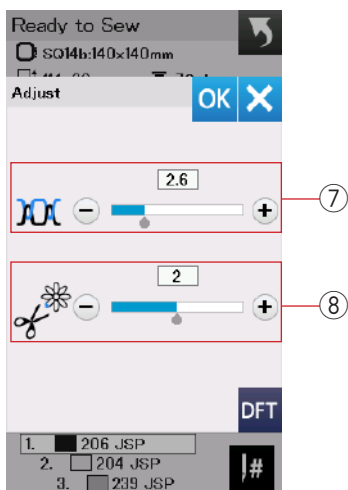 Ready to Sew
SQ14b:140×140mm
Adjust
OK
2.6
⑦
2
⑧
DFT
1. 206 JSP
2. 204 JSP
3. 239 JSP
#